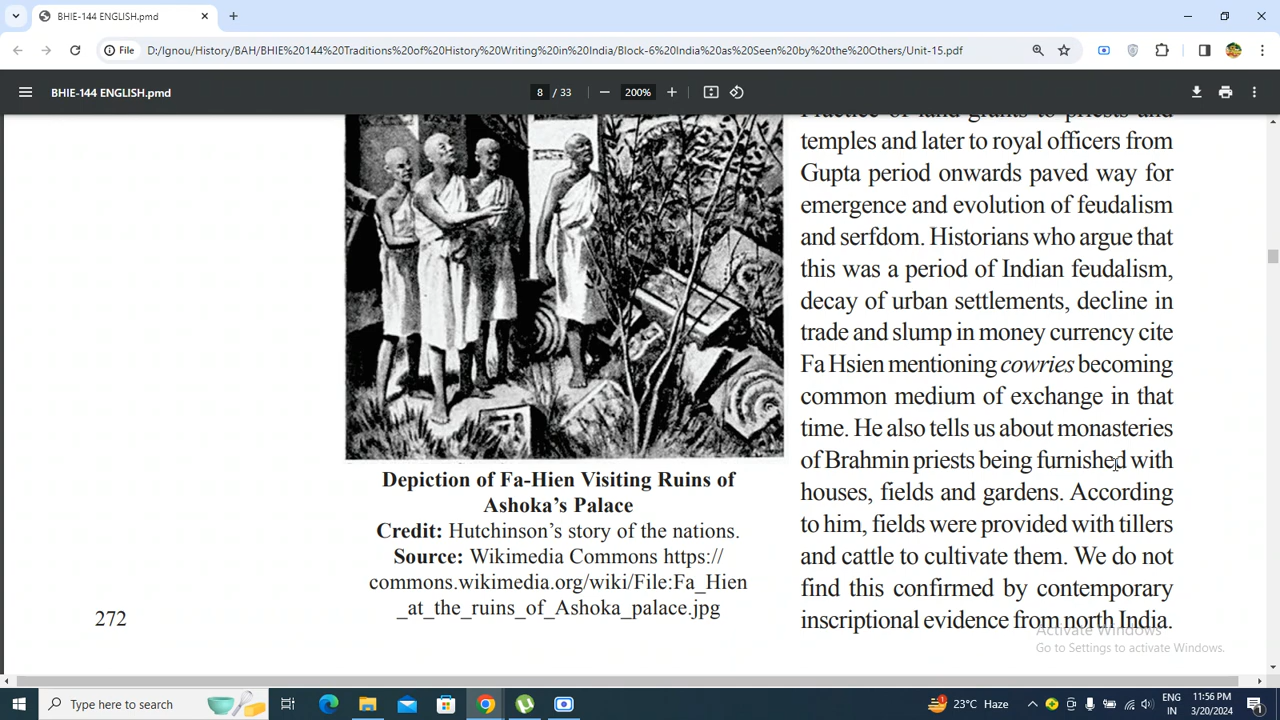 BHIE-144 ENGLISH.pmd
File
D:/Ignou/History/BAH/BHIE%20144%20Traditions%20of%20History%20Writing%20in%20India/Block-6%20India%20as%20Seen%20by%20the%20Others/Unit-15.pdf
BHIE-144 ENGLISH.pmd
8 / 33
200%
Practice of land grants to priests and
temples and later to royal officers from
Gupta period onwards paved way for
emergence and evolution of feudalism
and serfdom. Historians who argue that
this was a period of Indian feudalism,
decay of urban settlements, decline in
trade and slump in money currency cite
Fa Hsien mentioning cowries becoming
common medium of exchange in that
time. He also tells us about monasteries
of Brahmin priests being furnished with
houses, fields and gardens. According
to him, fields were provided with tillers
and cattle to cultivate them. We do not
find this confirmed by contemporary
inscriptional evidence from north India.
Depiction of Fa-Hien Visiting Ruins of
Ashoka's Palace
Credit: Hutchinson's story of the nations.
Source: Wikimedia Commons https://
commons.wikimedia.org/wiki/File:Fa_Hien
_at_the_ruins_of_Ashoka_palace.jpg
272
Activate Windows
Go to Settings to activate Windows.
Type here to search
23°C Haze
ENG
IN
11:56 PM
3/20/2024
1